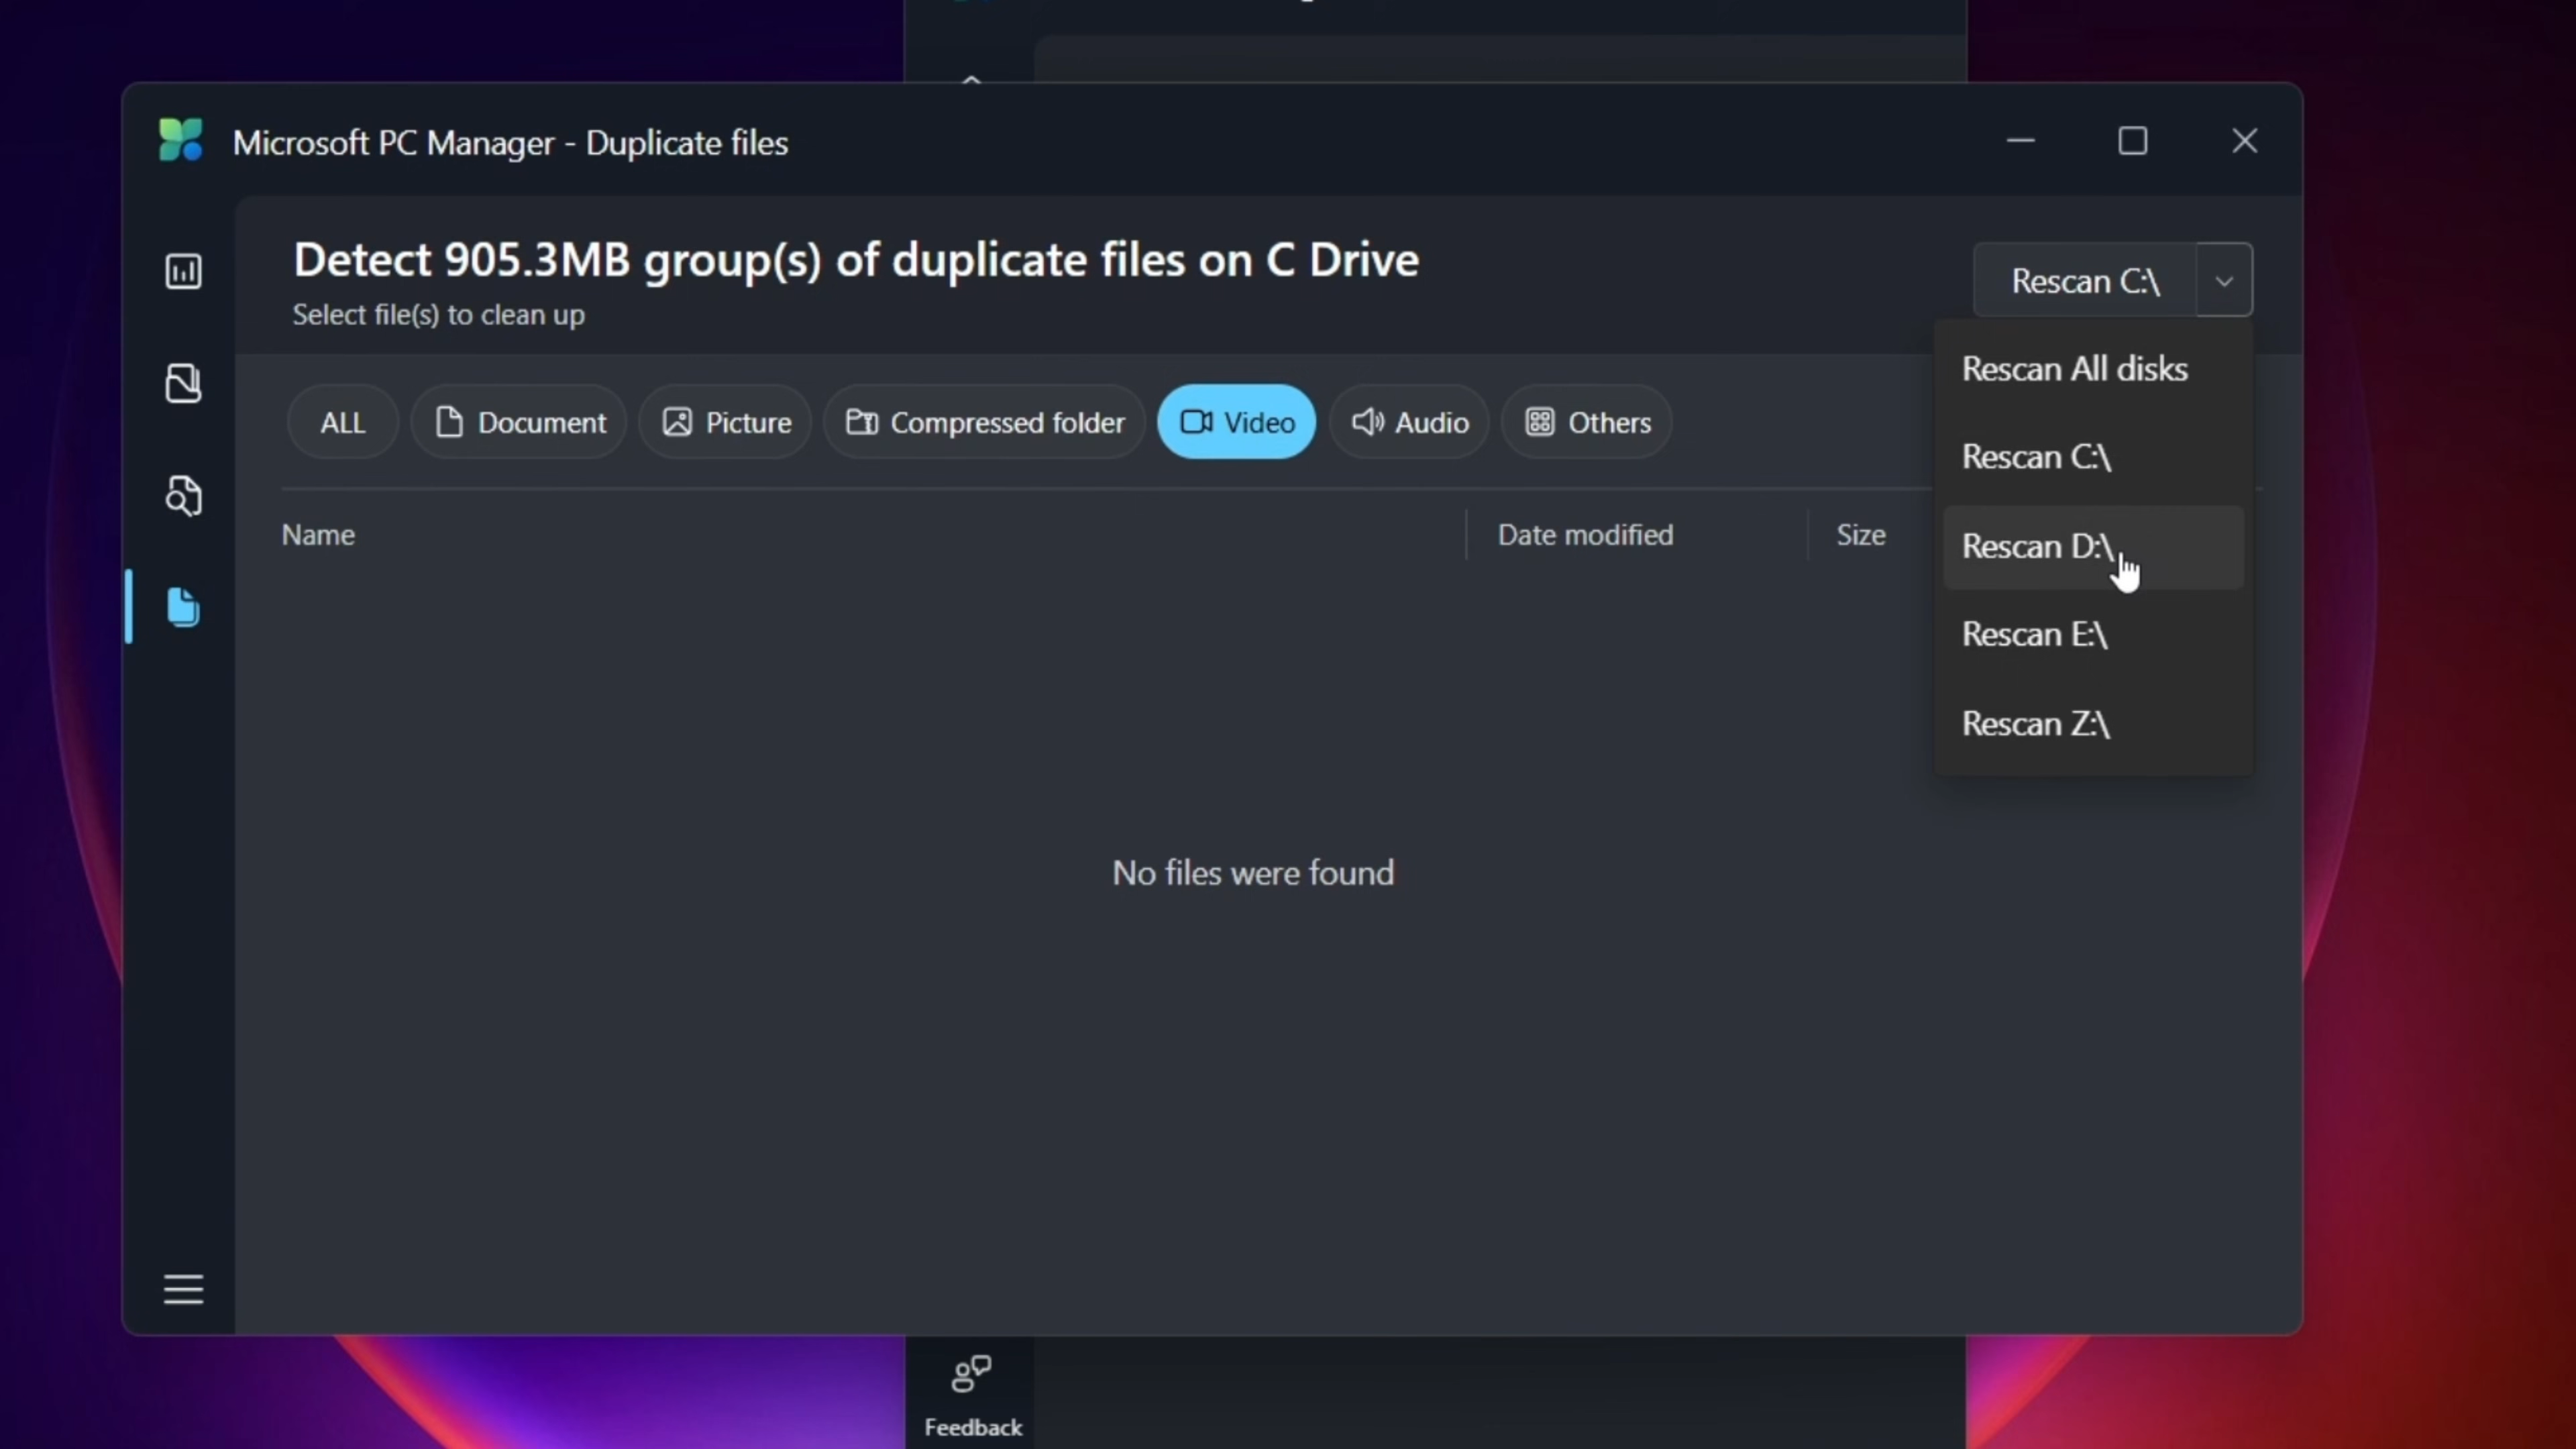 Microsoft PC Manager - Duplicate files
Detect 905.3MB group(s) of duplicate files on C Drive
Select file(s) to clean up
Rescan C:\
Rescan All disks
Rescan C:\
Rescan D:\
Rescan E:\
Rescan Z:\
ALL
Document
Picture
Compressed folder
Video
Audio
Others
Name
Date modified
Size
No files were found
Feedback